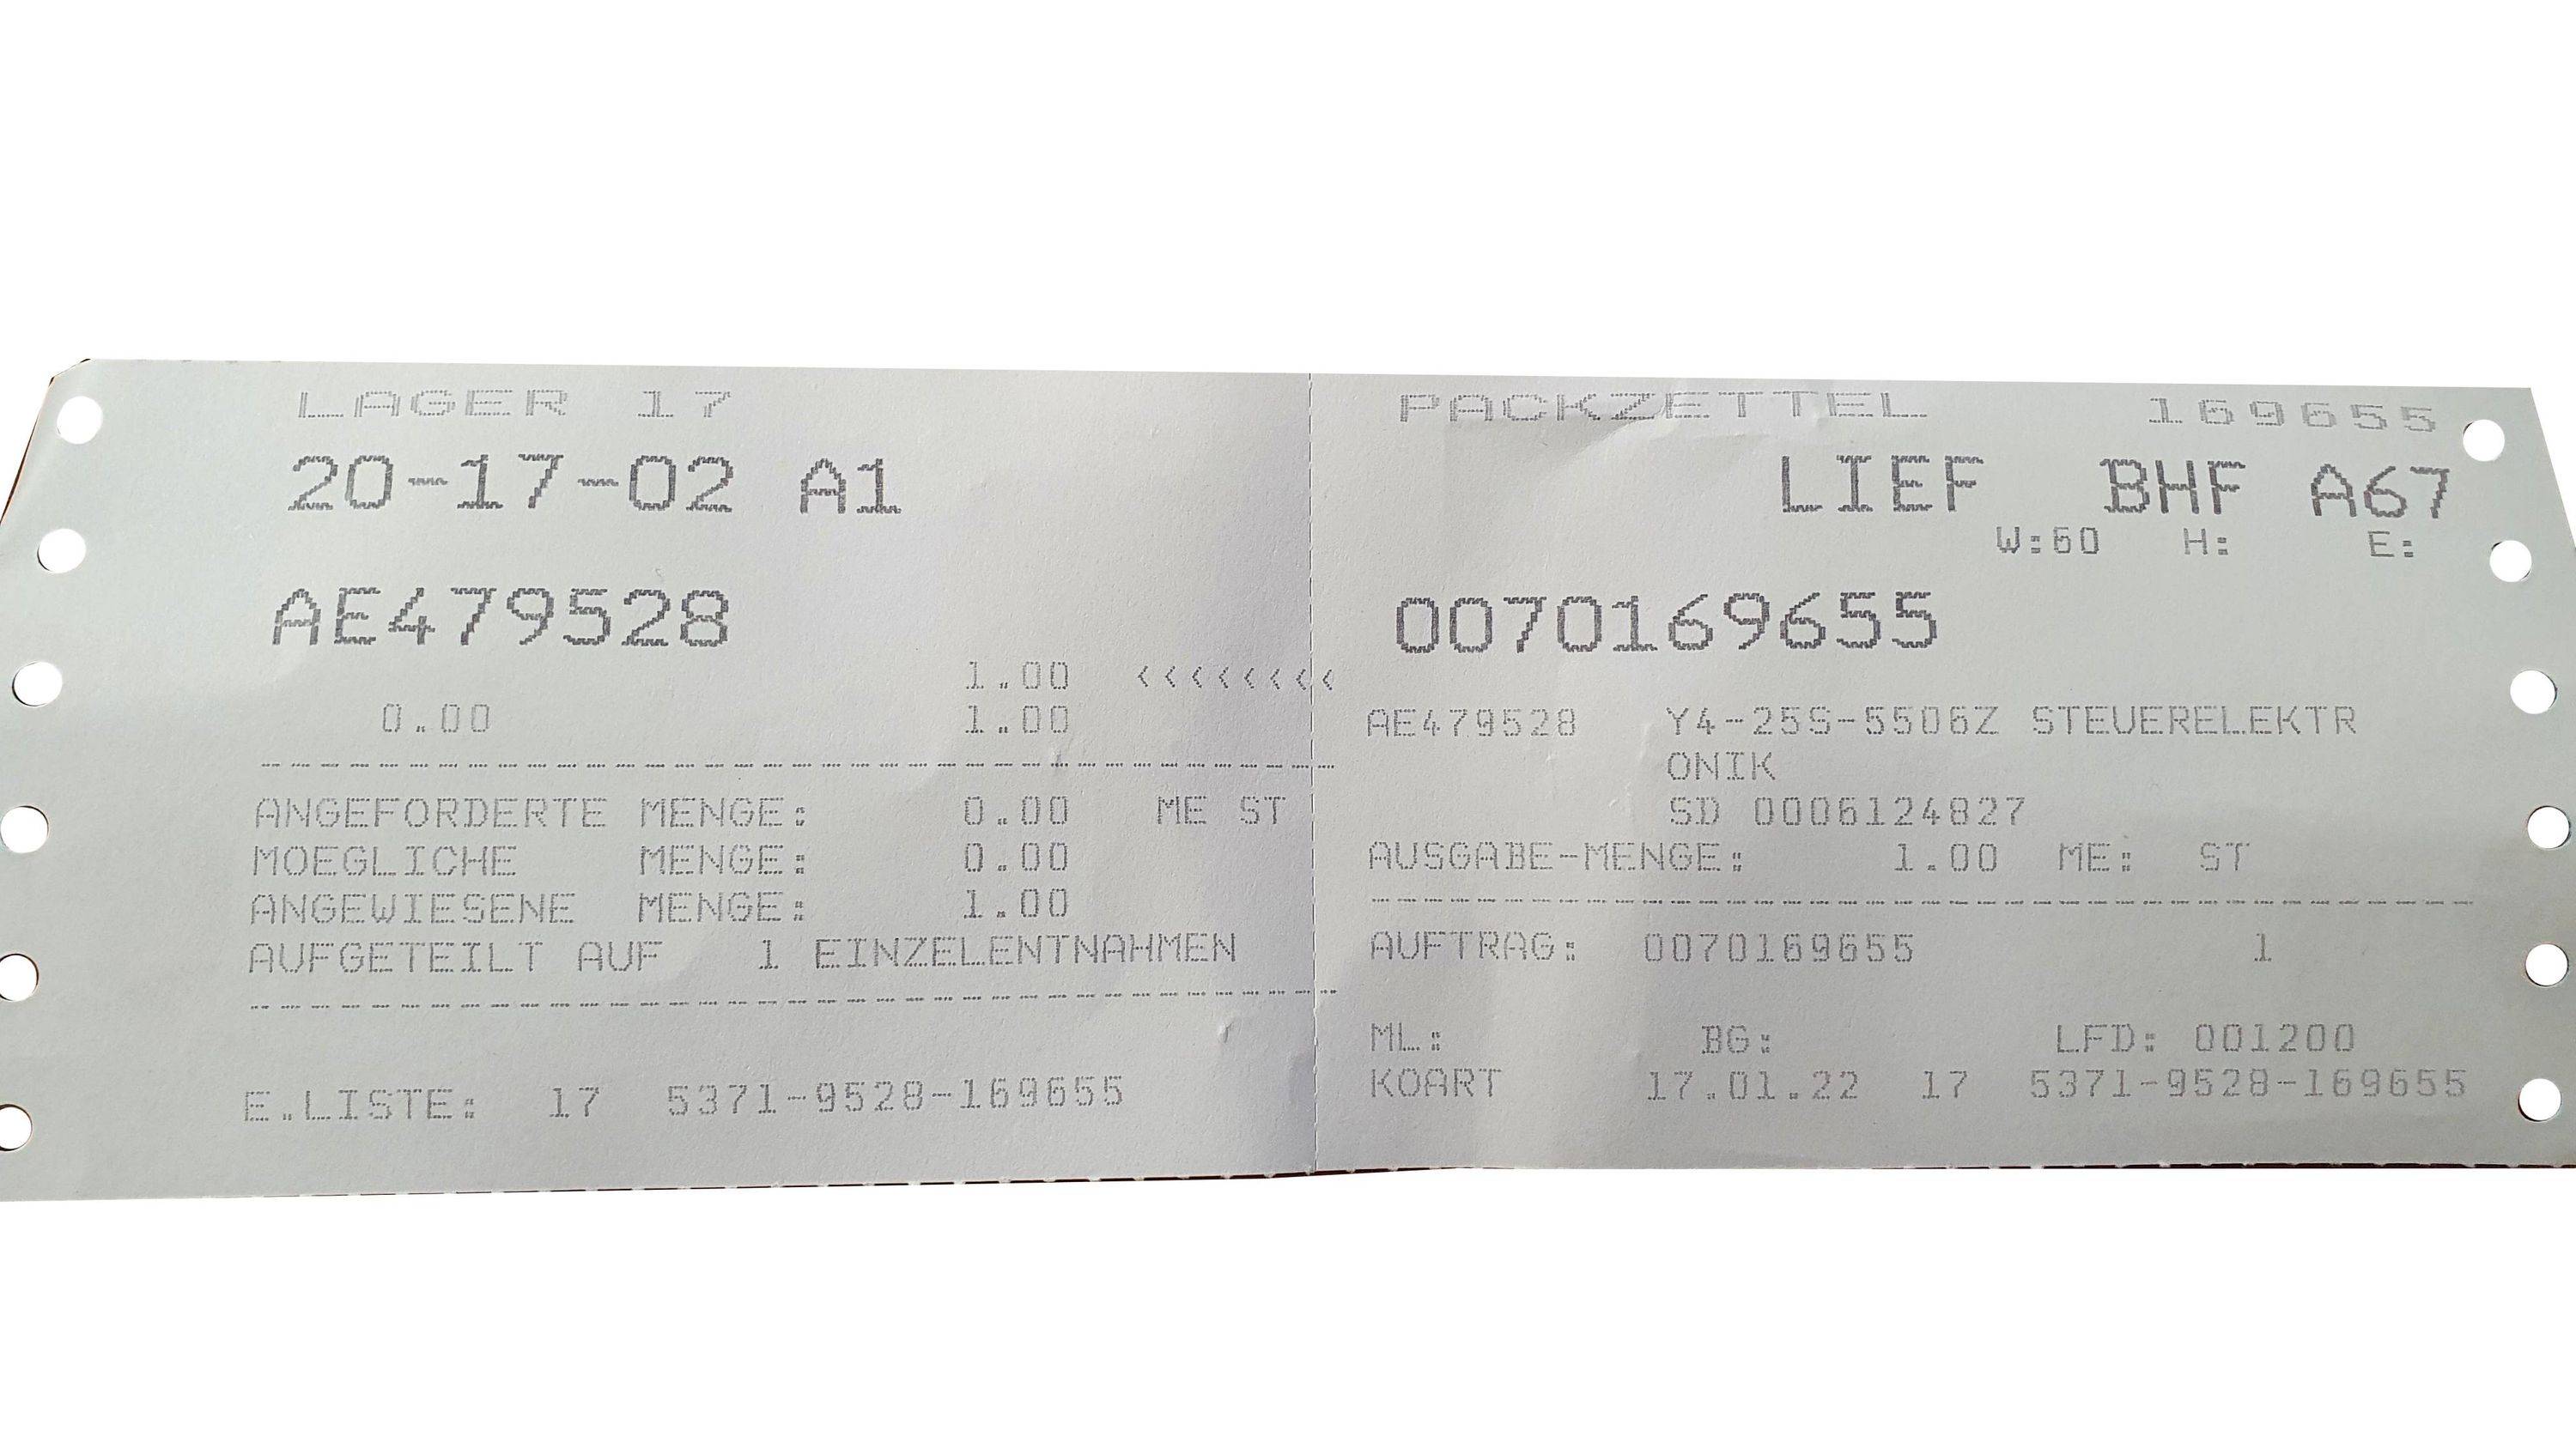 LAGER 17
20-17-02 A1
AE479528
1.00 <<<<<<<<
0.00 1.00
ANGEFORDERTE MENGE: 0.00 ME ST
MOEGLICHE MENGE: 0.00
ANGEWIESENE MENGE: 1.00
AUFGETEILT AUF 1 EINZELENTNAHMEN
E.LISTE: 17 5371-9528-169655
PACKZETTEL 169655
LIEF BHF A67
W:60 H: E:
0070169655
AE479528 Y4-25S-5506Z STEUERELEKTR
ONIK
SD 0006124827
AUSGABE-MENGE: 1.00 ME: ST
AUFTRAG: 0070169655 1
ML: BG: LFD: 001200
KOART 17.01.22 17 5371-9528-169655